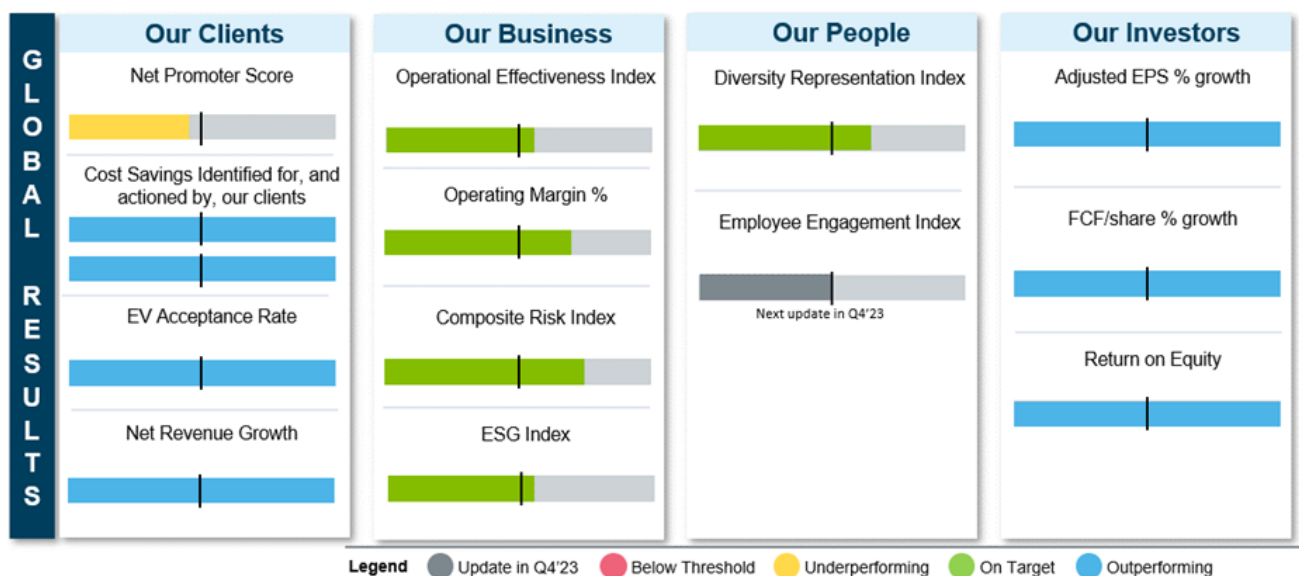 GLOBAL RESULTS
Our Clients
Net Promoter Score
Cost Savings Identified for, and
actioned by, our clients
EV Acceptance Rate
Net Revenue Growth
Our Business
Operational Effectiveness Index
Operating Margin %
Composite Risk Index
ESG Index
Our People
Diversity Representation Index
Employee Engagement Index
Next update in Q4'23
Our Investors
Adjusted EPS % growth
FCF/share % growth
Return on Equity
Legend Update in Q4'23 Below Threshold Underperforming On Target Outperforming